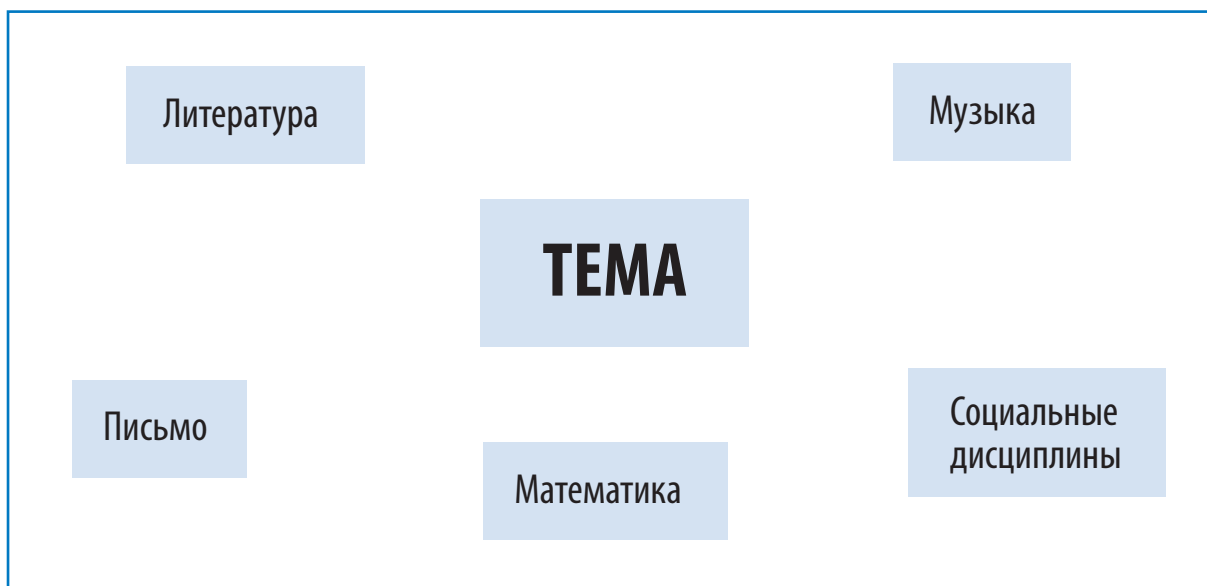 Литература
Музыка
ТЕМА
Письмо
Математика
Социальные
дисциплины